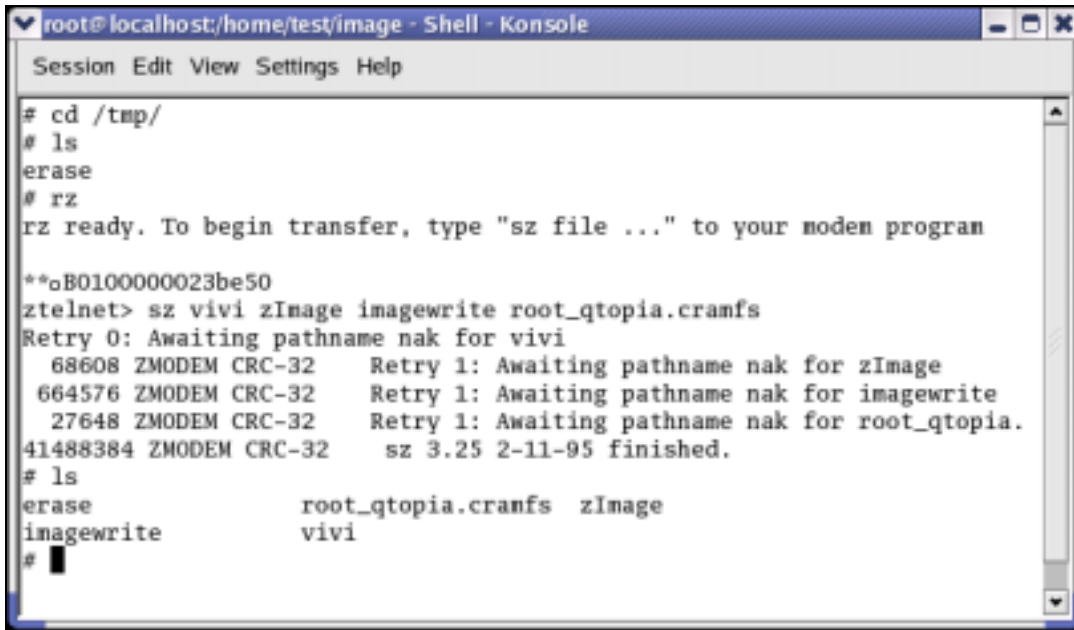 root@localhost:/home/test/image - Shell - Konsole
Session Edit View Settings Help
# cd /tmp/
# ls
erase
# rz
rz ready. To begin transfer, type "sz file ..." to your modem program
**B0100000023be50
ztelnet> sz vivi zImage imagewrite root_qtopia.cramfs
Retry 0: Awaiting pathname nak for vivi
68608 ZMODEM CRC-32 Retry 1: Awaiting pathname nak for zImage
664576 ZMODEM CRC-32 Retry 1: Awaiting pathname nak for imagewrite
27648 ZMODEM CRC-32 Retry 1: Awaiting pathname nak for root_qtopia.
41488384 ZMODEM CRC-32 sz 3.25 2-11-95 finished.
# ls
erase root_qtopia.cramfs zImage
imagewrite vivi
#